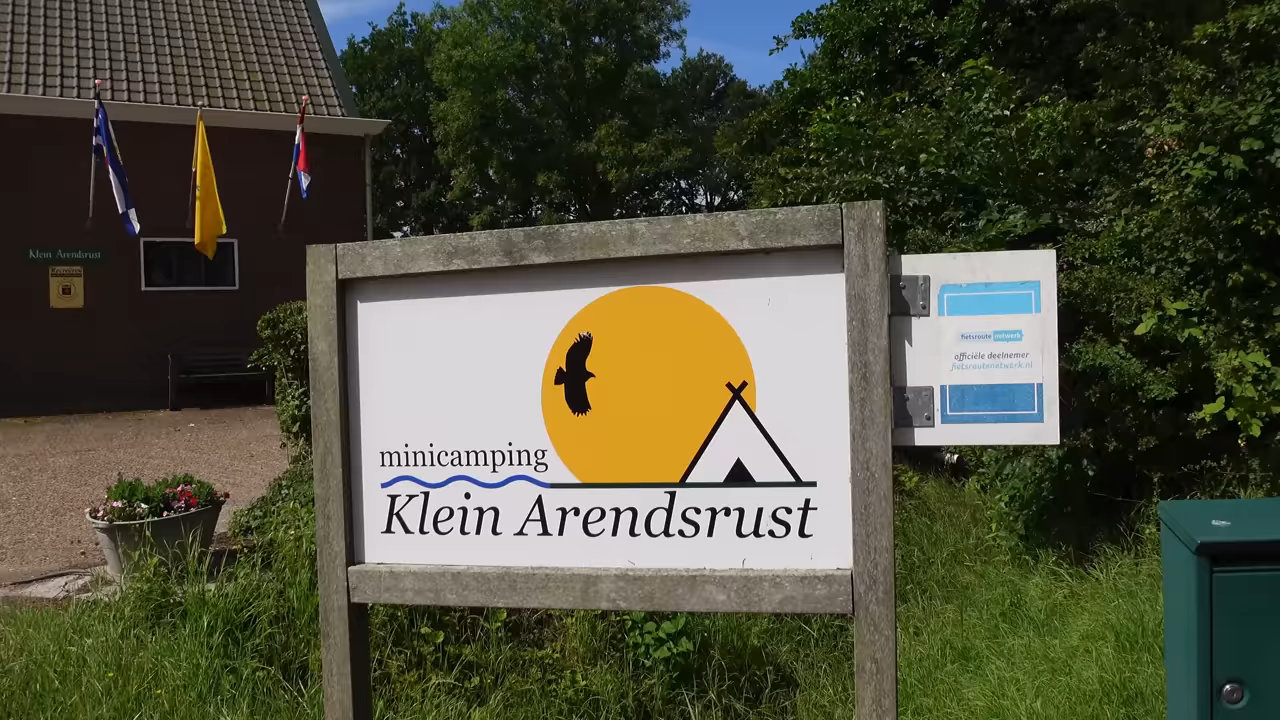 Klein Arendsrust
minicamping
Klein Arendsrust
fietsroute netwerk
officiële deelnemer
fietsroutenetwerk.nl